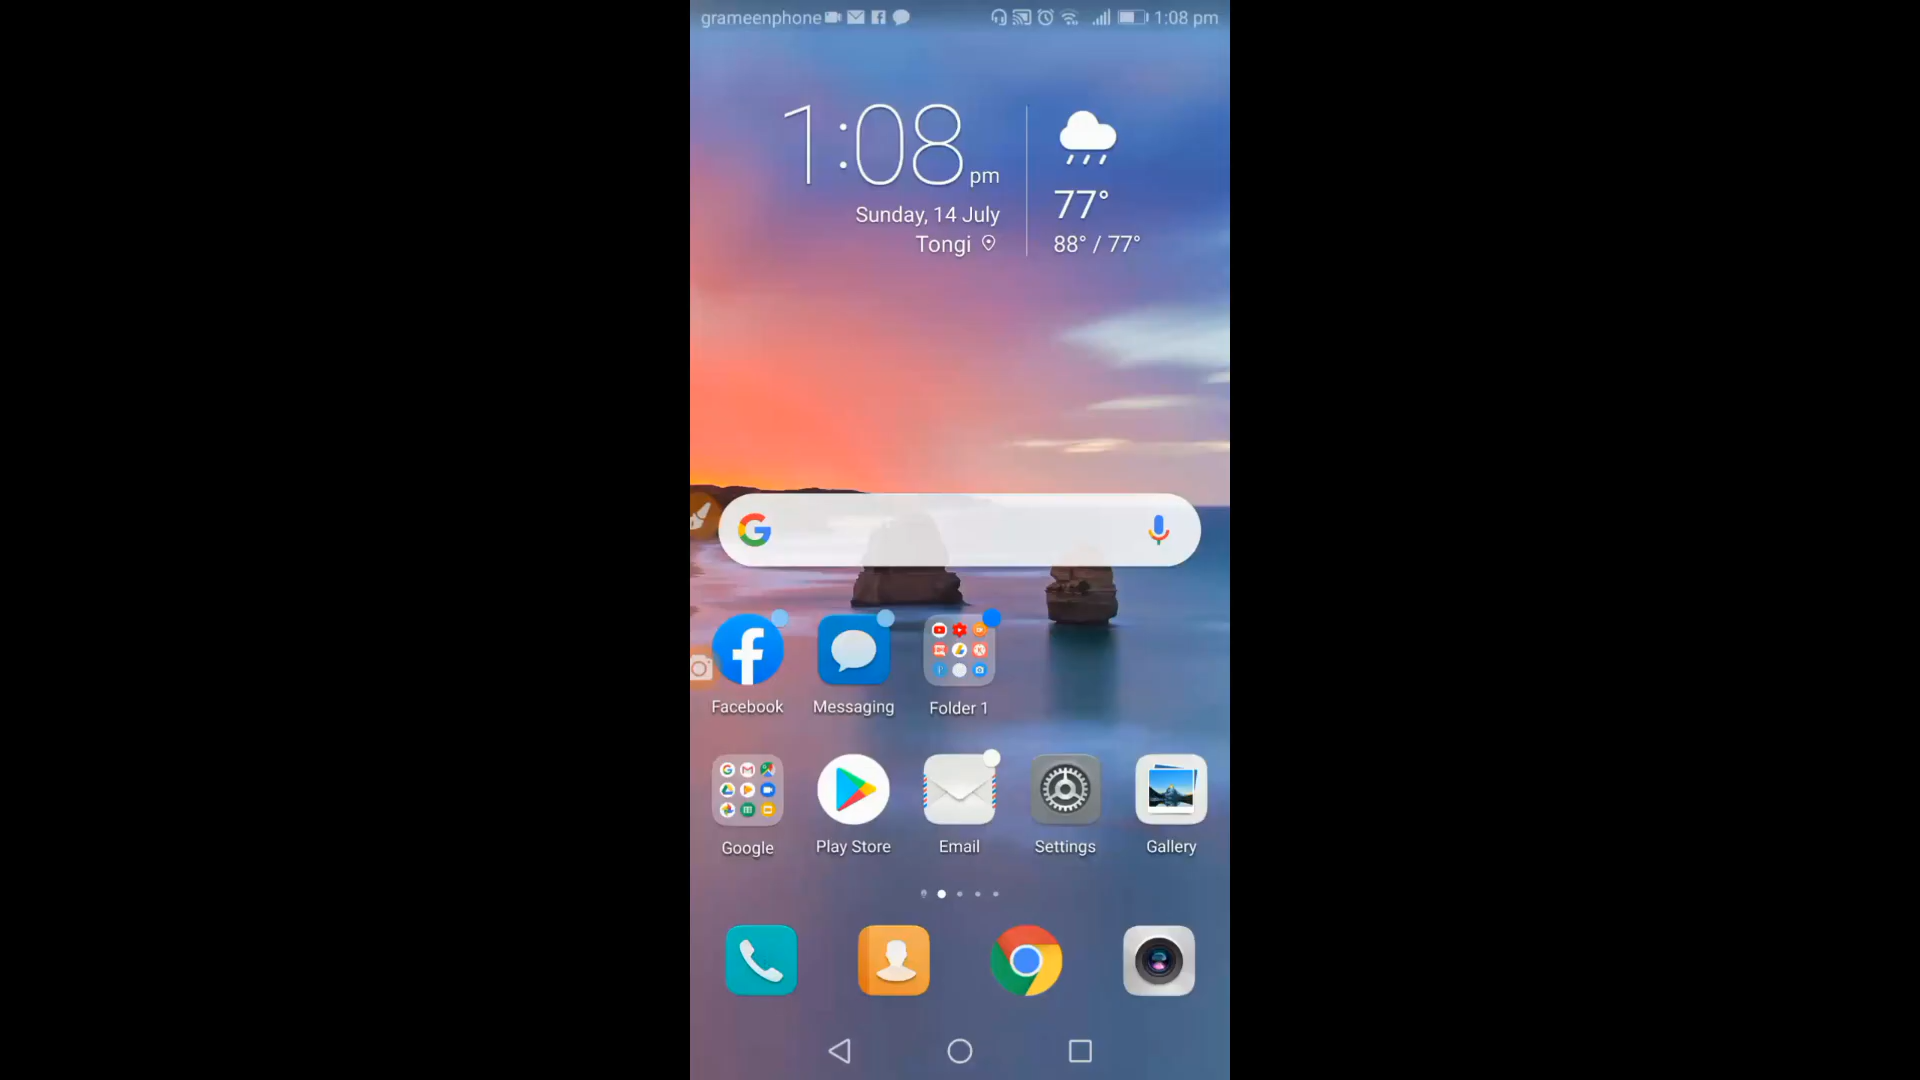 grameenphone 1:08 pm
1:08 pm
Sunday, 14 July
Tongi
77°
88° / 77°
Facebook Messaging Folder 1
Google Play Store Email Settings Gallery